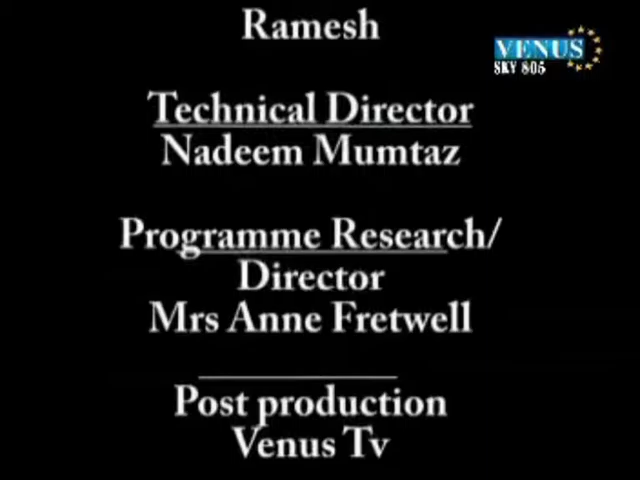 Ramesh
VENUS
SKY 805
Technical Director
Nadeem Mumtaz
Programme Research/
Director
Mrs Anne Fretwell
Post production
Venus Tv